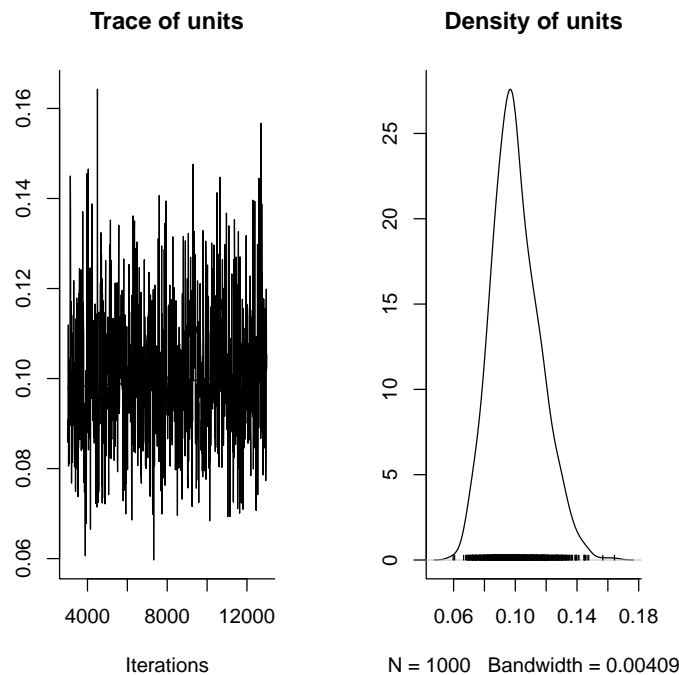 Trace of units
0.16
0.14
0.12
0.10
0.08
0.06
4000 8000 12000
Iterations
Density of units
25
20
15
10
5
0
0.06 0.10 0.14 0.18
N = 1000 Bandwidth = 0.00409